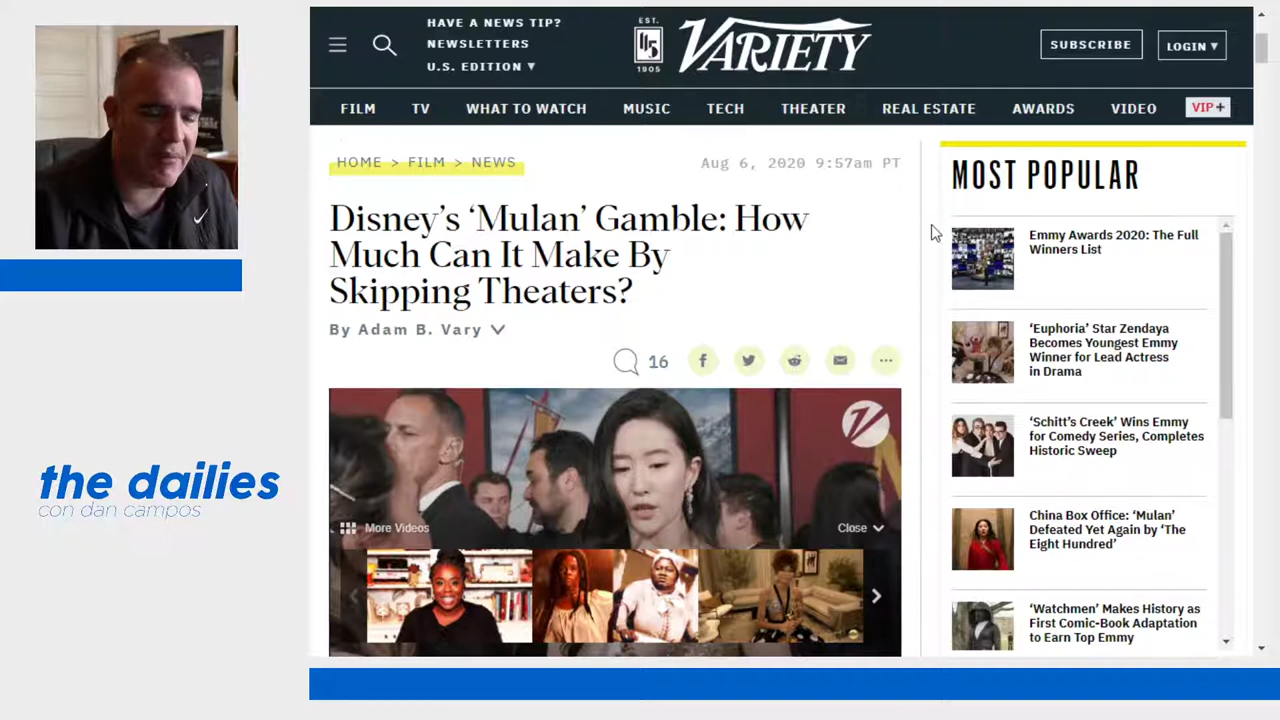 HAVE A NEWS TIP?
NEWSLETTERS
U.S. EDITION ▼
EST.
1905
VARIETY
SUBSCRIBE
LOGIN ▼
FILM
TV
WHAT TO WATCH
MUSIC
TECH
THEATER
REAL ESTATE
AWARDS
VIDEO
VIP+
HOME > FILM > NEWS
Aug 6, 2020 9:57am PT
Disney's 'Mulan' Gamble: How
Much Can It Make By
Skipping Theaters?
By Adam B. Vary
16
More Videos
Close
MOST POPULAR
Emmy Awards 2020: The Full
Winners List
'Euphoria' Star Zendaya
Becomes Youngest Emmy
Winner for Lead Actress
in Drama
'Schitt's Creek' Wins Emmy
for Comedy Series, Completes
Historic Sweep
China Box Office: 'Mulan'
Defeated Yet Again by 'The
Eight Hundred'
'Watchmen' Makes History as
First Comic-Book Adaptation
to Earn Top Emmy
the dailies
con dan campos